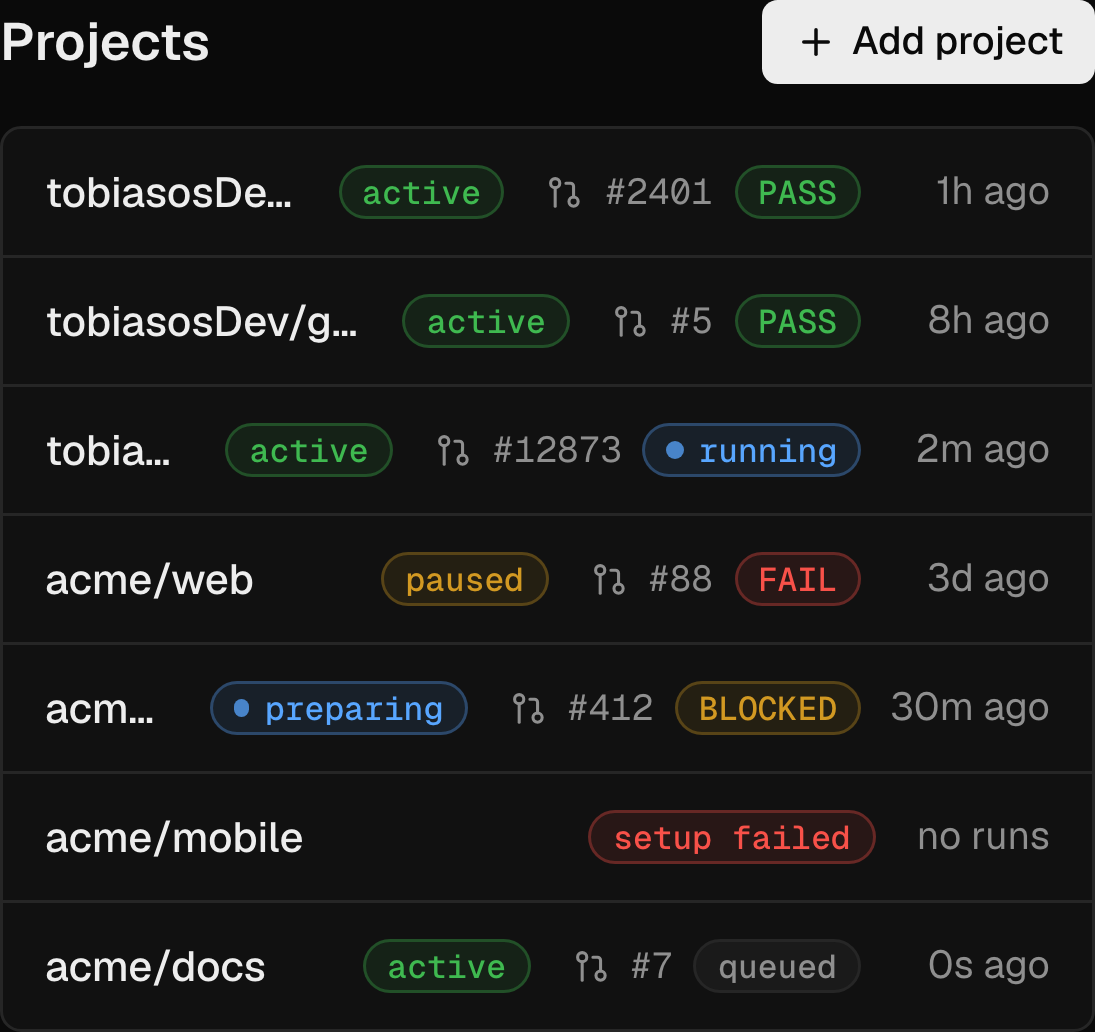 Projects
+ Add project
tobiasosDe... active #2401 PASS 1h ago
tobiasosDev/g... active #5 PASS 8h ago
tobia... active #12873 running 2m ago
acme/web paused #88 FAIL 3d ago
acm... preparing #412 BLOCKED 30m ago
acme/mobile setup failed no runs
acme/docs active #7 queued 0s ago